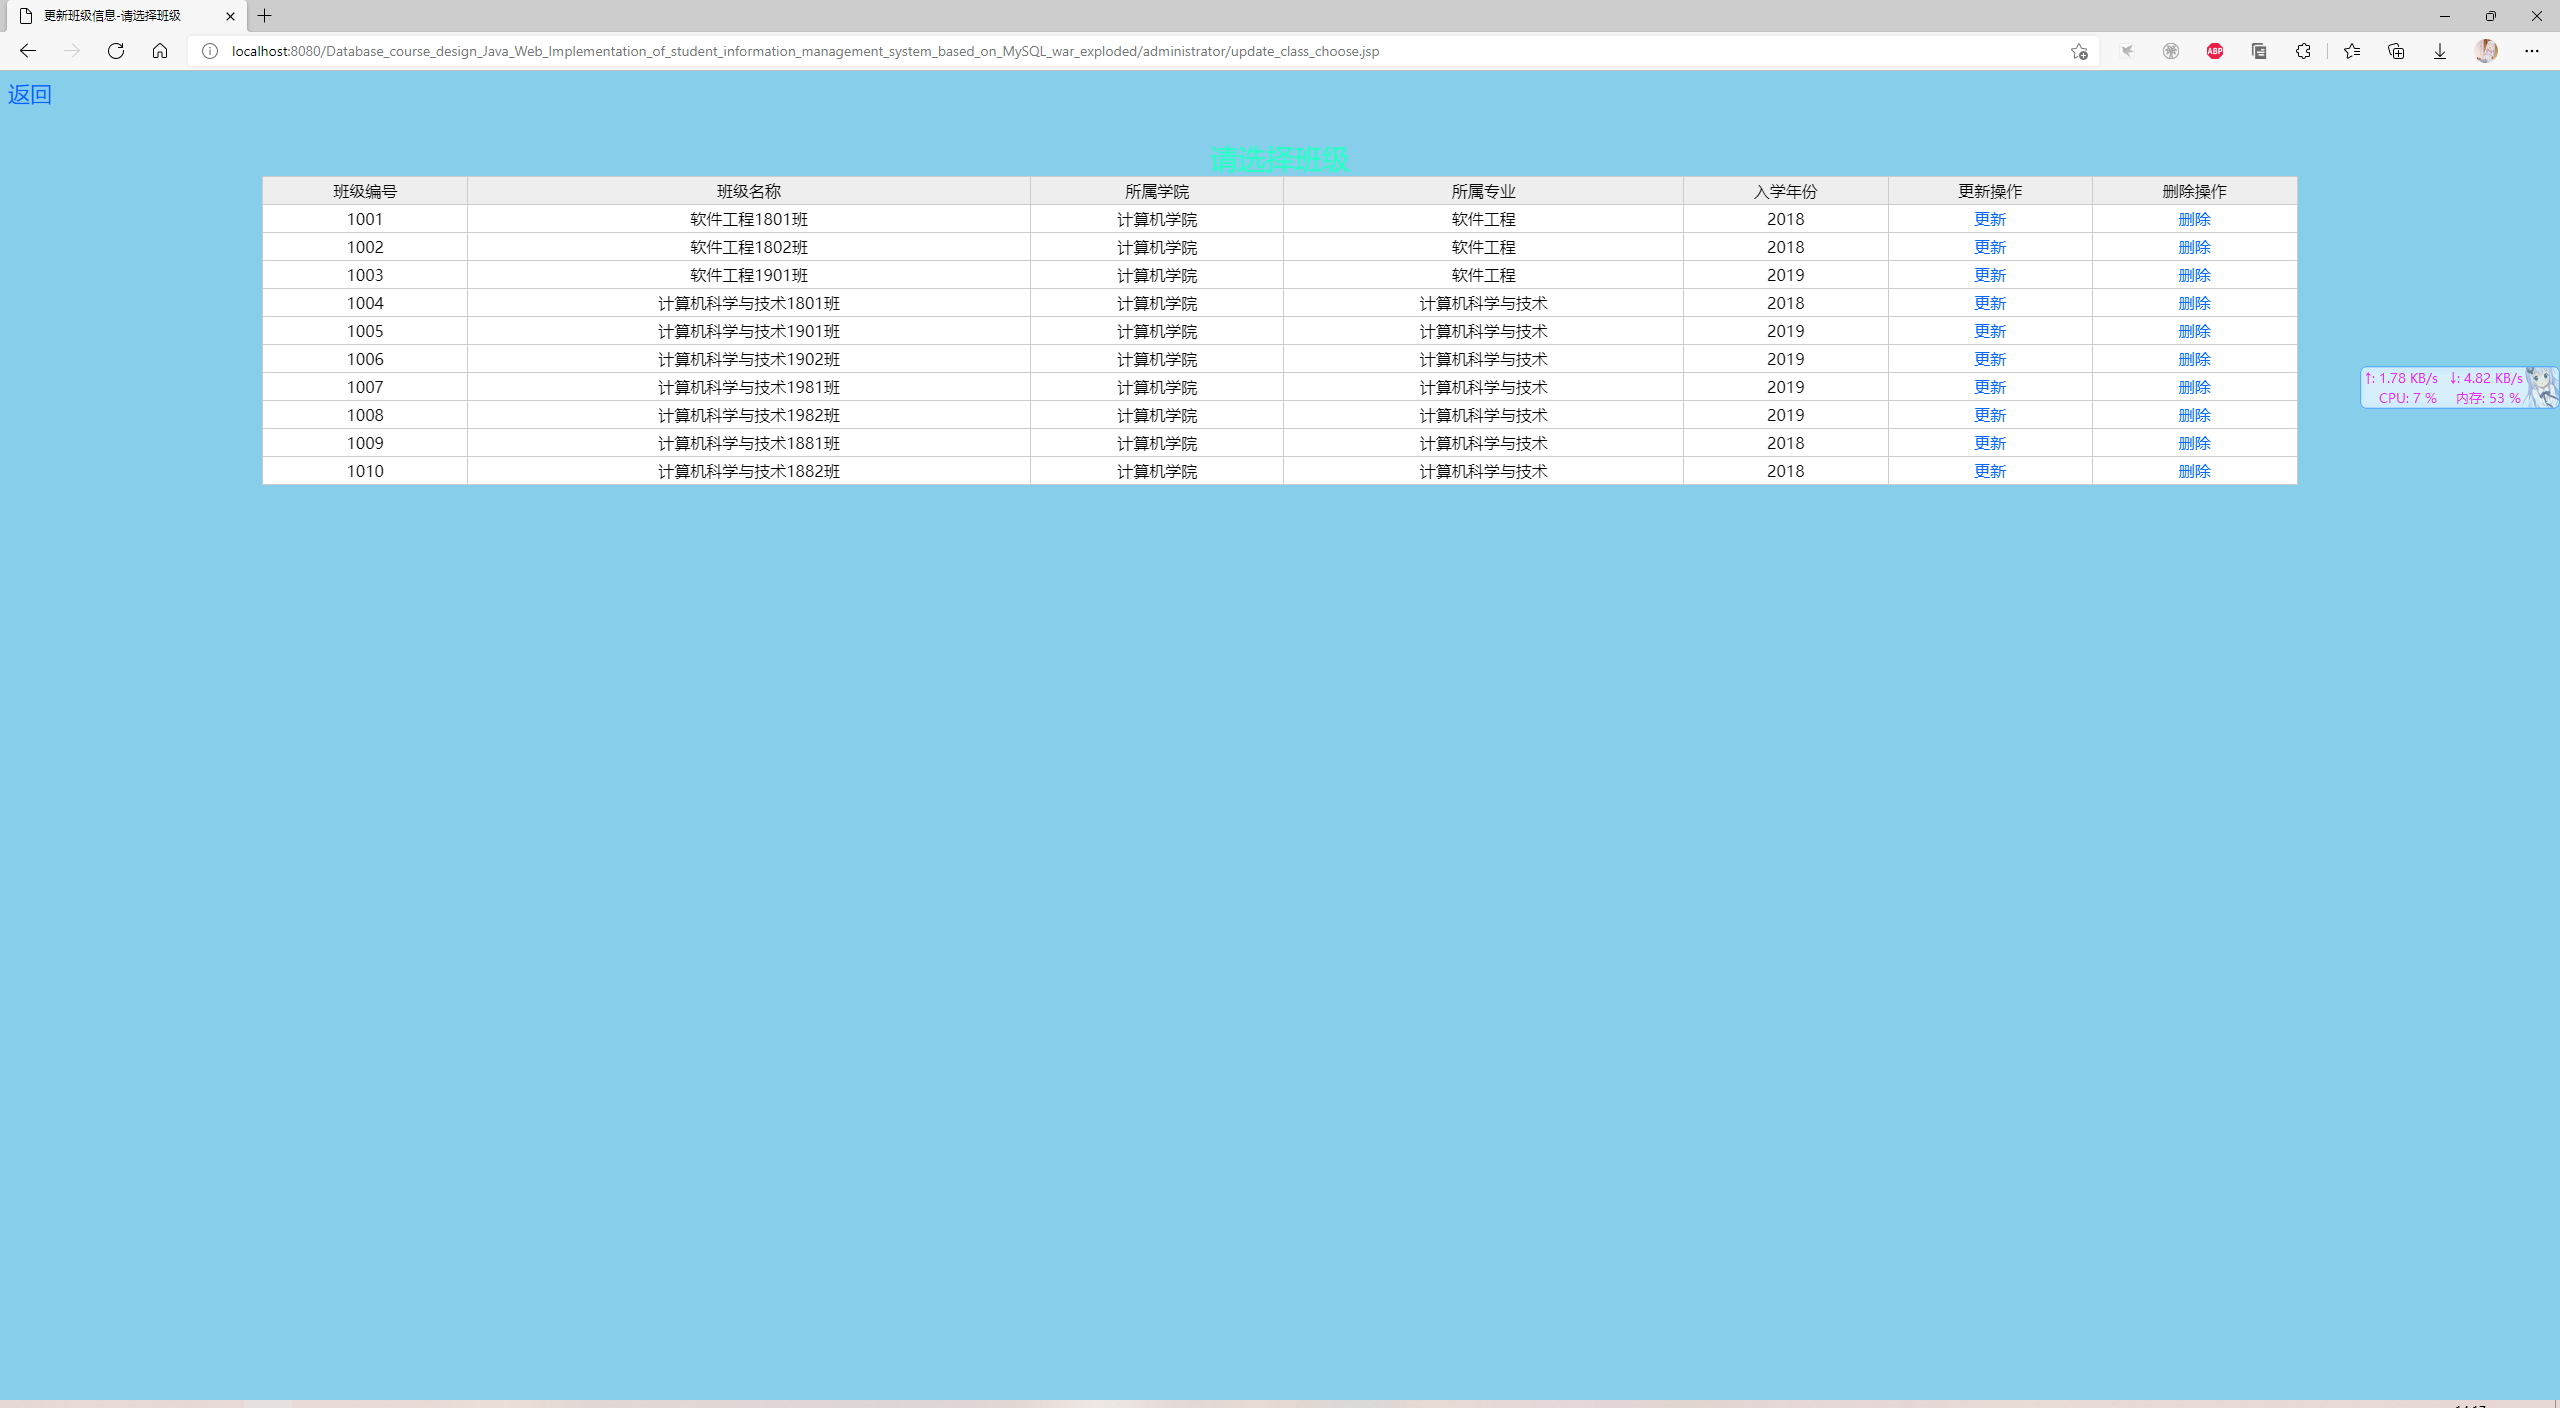 更新班级信息-请选择班级
localhost:8080/Database_course_design_Java_Web_Implementation_of_student_information_management_system_based_on_MySQL_war_exploded/administrator/update_class_choose.jsp
ABP
返回
请选择班级
班级编号 班级名称 所属学院 所属专业 入学年份 更新操作 删除操作
1001 软件工程1801班 计算机学院 软件工程 2018 更新 删除
1002 软件工程1802班 计算机学院 软件工程 2018 更新 删除
1003 软件工程1901班 计算机学院 软件工程 2019 更新 删除
1004 计算机科学与技术1801班 计算机学院 计算机科学与技术 2018 更新 删除
1005 计算机科学与技术1901班 计算机学院 计算机科学与技术 2019 更新 删除
1006 计算机科学与技术1902班 计算机学院 计算机科学与技术 2019 更新 删除
1007 计算机科学与技术1981班 计算机学院 计算机科学与技术 2019 更新 删除
1008 计算机科学与技术1982班 计算机学院 计算机科学与技术 2019 更新 删除
1009 计算机科学与技术1881班 计算机学院 计算机科学与技术 2018 更新 删除
1010 计算机科学与技术1882班 计算机学院 计算机科学与技术 2018 更新 删除
↑: 1.78 KB/s ↓: 4.82 KB/s
CPU: 7 % 内存: 53 %